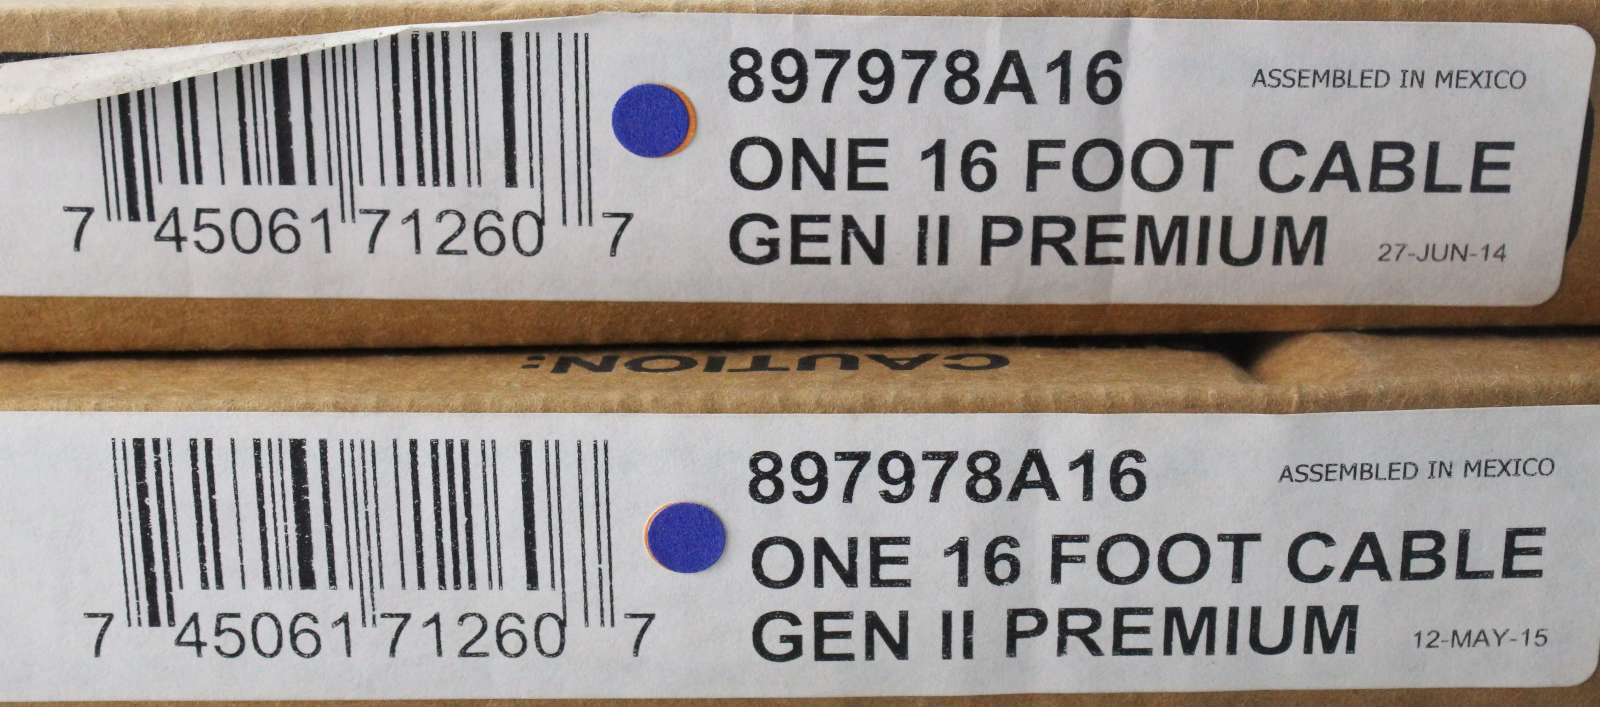 897978A16
ASSEMBLED IN MEXICO
ONE 16 FOOT CABLE
GEN II PREMIUM
27-JUN-14
7 45061 71260 7
CAUTION:
897978A16
ASSEMBLED IN MEXICO
ONE 16 FOOT CABLE
GEN II PREMIUM
12-MAY-15
7 45061 71260 7